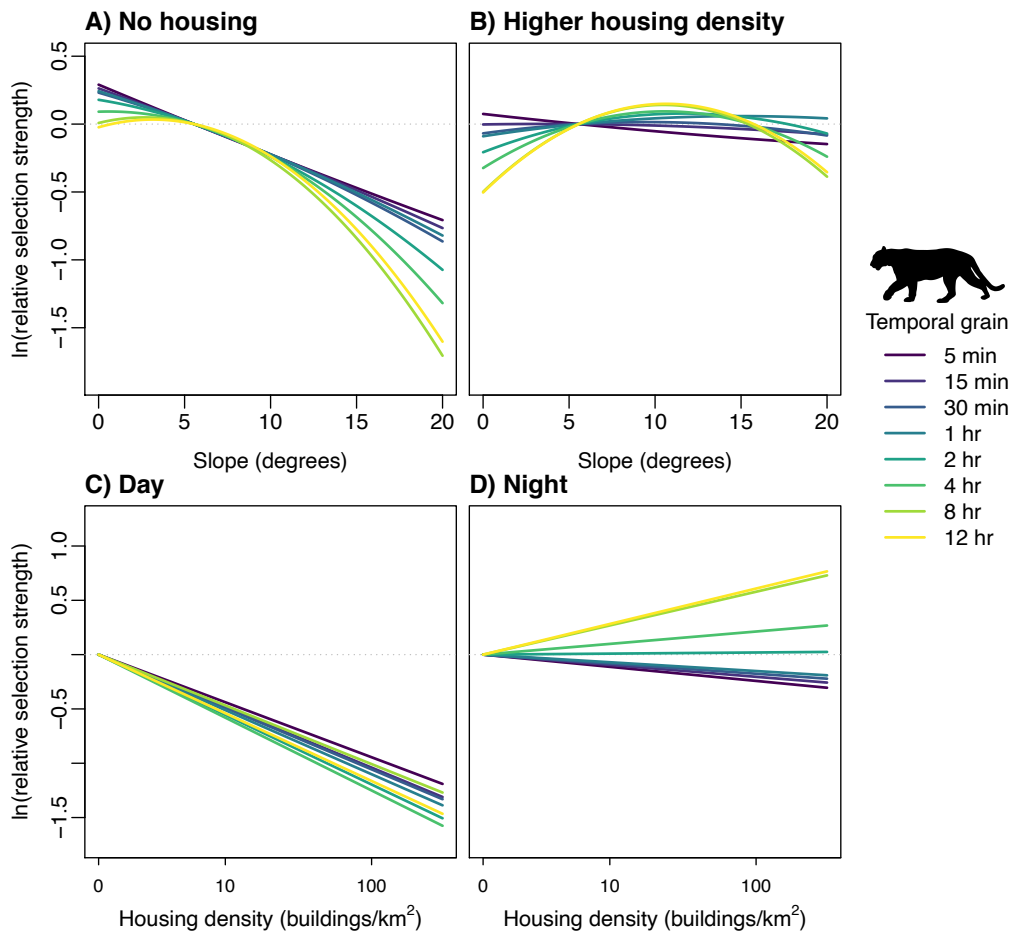 A) No housing
B) Higher housing density
ln(relative selection strength)
0.5
0.0
−0.5
−1.0
−1.5
0 5 10 15 20
0 5 10 15 20
Slope (degrees)
Slope (degrees)
Temporal grain
5 min
15 min
30 min
1 hr
2 hr
4 hr
8 hr
12 hr
C) Day
D) Night
ln(relative selection strength)
1.0
0.5
−0.5
−1.5
0 10 100
0 10 100
Housing density (buildings/km²)
Housing density (buildings/km²)